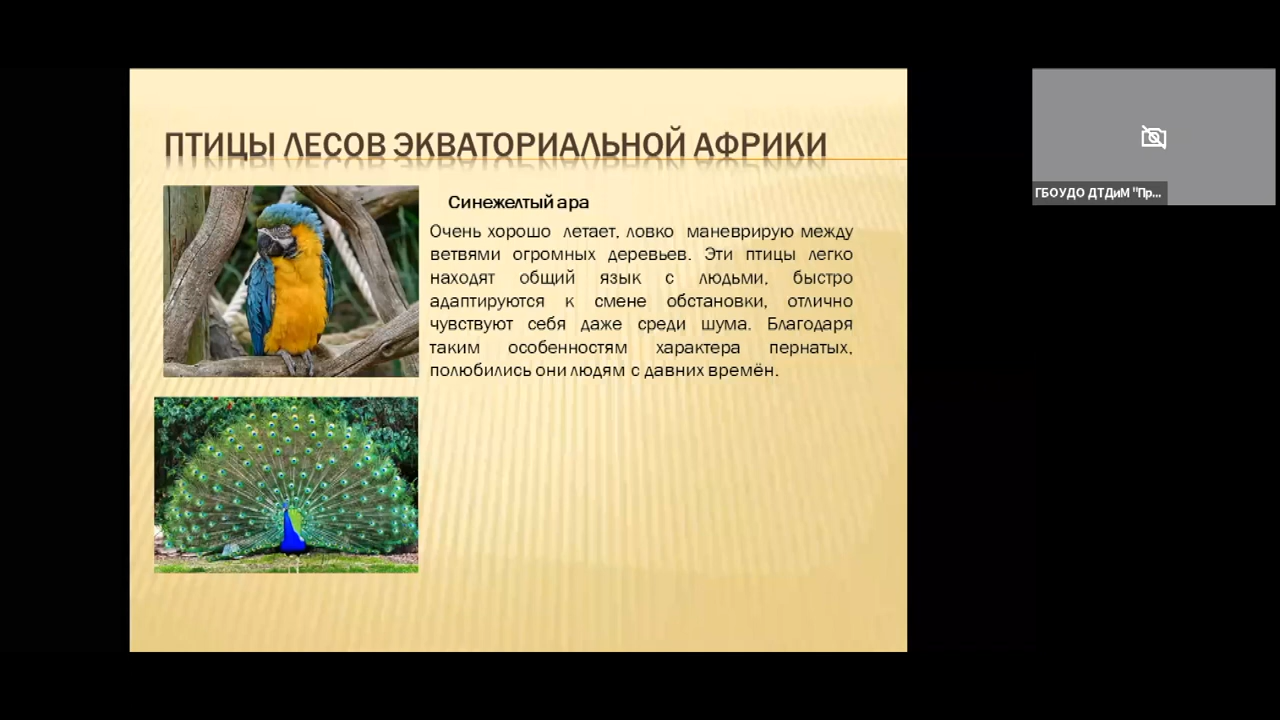 ПТИЦЫ ЛЕСОВ ЭКВАТОРИАЛЬНОЙ АФРИКИ
Синежелтый ара
Очень хорошо летает, ловко маневрирую между
ветвями огромных деревьев. Эти птицы легко
находят общий язык с людьми, быстро
адаптируются к смене обстановки, отлично
чувствуют себя даже среди шума. Благодаря
таким особенностям характера пернатых,
полюбились они людям с давних времён.
ГБОУДО ДТДиМ "Пр...